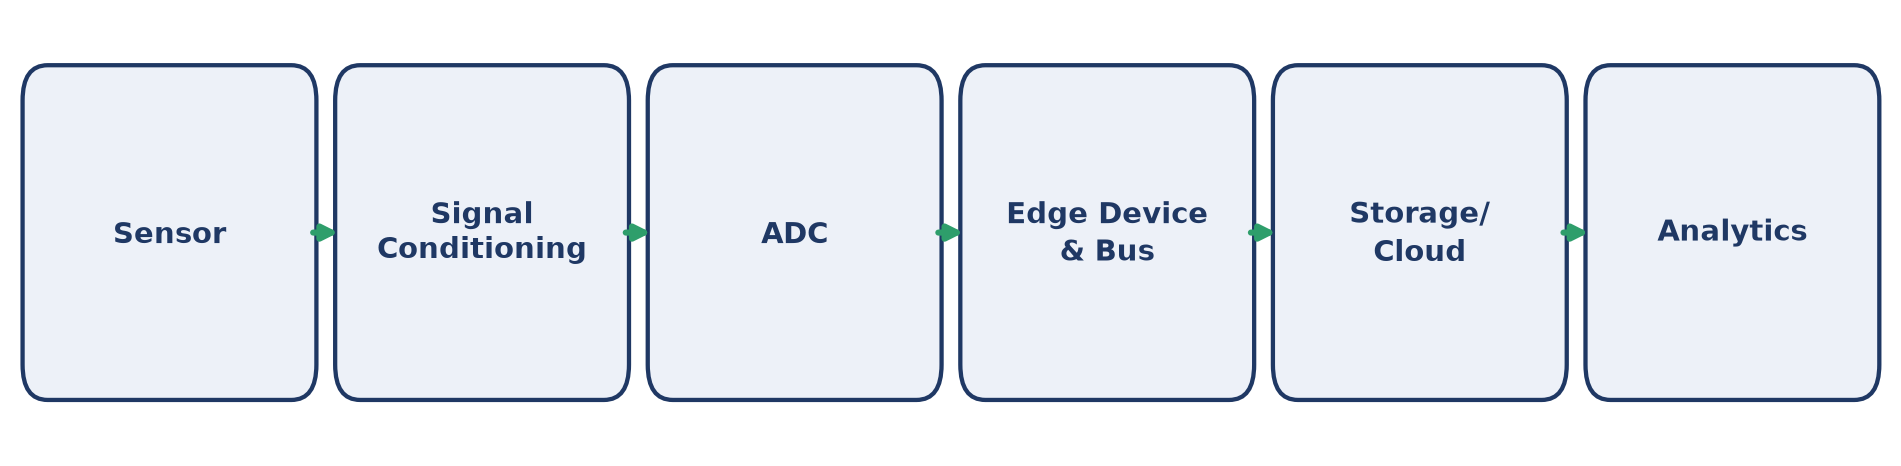 Sensor
Signal
Conditioning
ADC
Edge Device
& Bus
Storage/
Cloud
Analytics